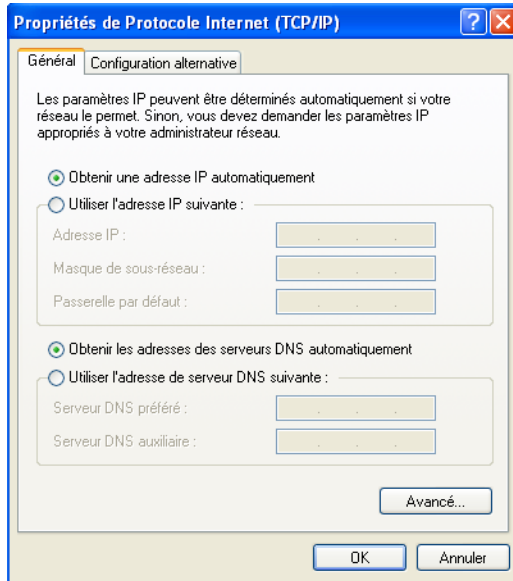 Propriétés de Protocole Internet (TCP/IP)
Général Configuration alternative
Les paramètres IP peuvent être déterminés automatiquement si votre
réseau le permet. Sinon, vous devez demander les paramètres IP
appropriés à votre administrateur réseau.
Obtenir une adresse IP automatiquement
Utiliser l'adresse IP suivante :
Adresse IP :
Masque de sous-réseau :
Passerelle par défaut :
Obtenir les adresses des serveurs DNS automatiquement
Utiliser l'adresse de serveur DNS suivante :
Serveur DNS préféré :
Serveur DNS auxiliaire :
Avancé...
OK Annuler